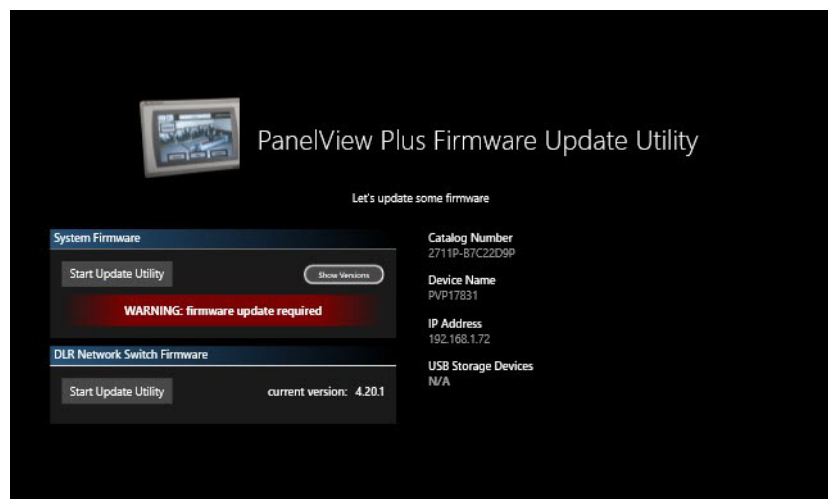 PanelView Plus Firmware Update Utility
Let's update some firmware
System Firmware
Start Update Utility
Show Versions
WARNING: firmware update required
DLR Network Switch Firmware
Start Update Utility
current version: 4.20.1
Catalog Number
2711P-B7C22D9P
Device Name
PVP17831
IP Address
192.168.1.72
USB Storage Devices
N/A